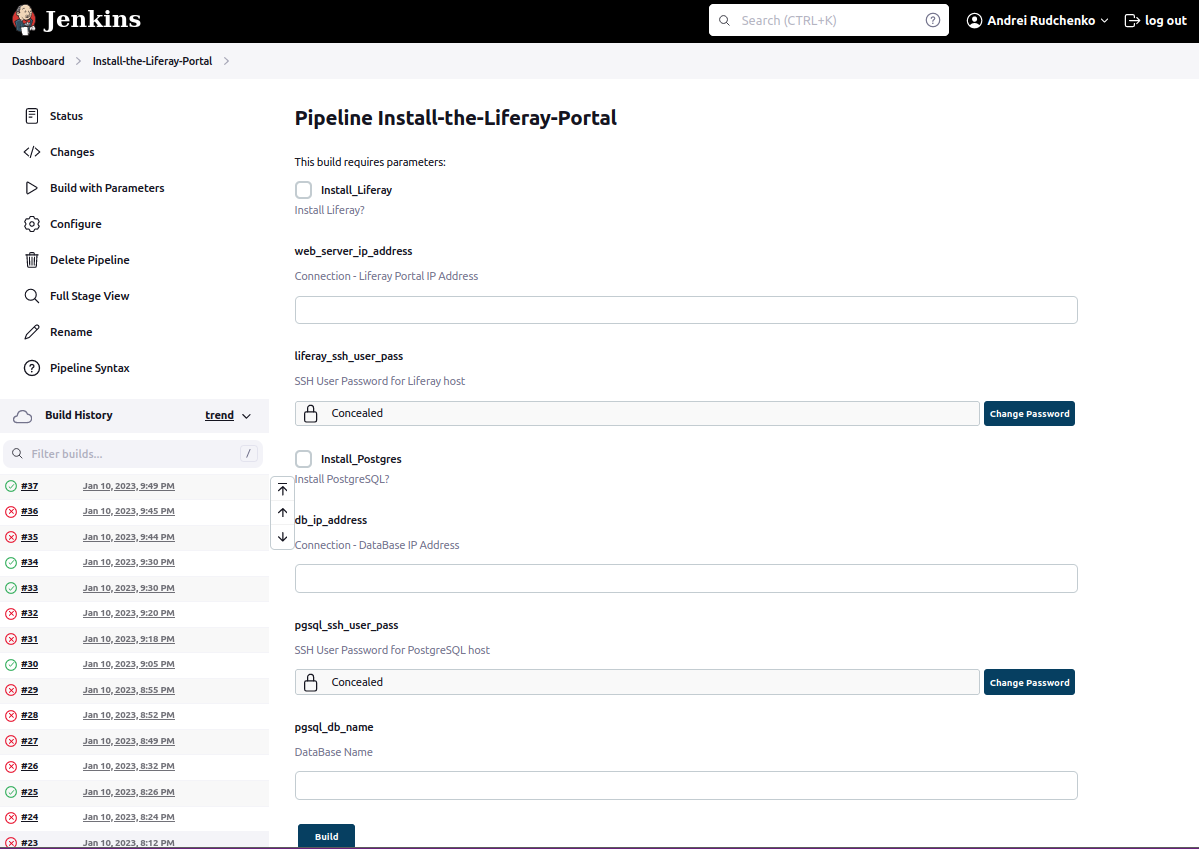 Jenkins
Search (CTRL+K)
Andrei Rudchenko
log out
Dashboard
Install-the-Liferay-Portal
Status
Changes
Build with Parameters
Configure
Delete Pipeline
Full Stage View
Rename
Pipeline Syntax
Build History
trend
Filter builds...
/
#37 Jan 10, 2023, 9:49 PM
#36 Jan 10, 2023, 9:45 PM
#35 Jan 10, 2023, 9:44 PM
#34 Jan 10, 2023, 9:30 PM
#33 Jan 10, 2023, 9:30 PM
#32 Jan 10, 2023, 9:20 PM
#31 Jan 10, 2023, 9:18 PM
#30 Jan 10, 2023, 9:05 PM
#29 Jan 10, 2023, 8:55 PM
#28 Jan 10, 2023, 8:52 PM
#27 Jan 10, 2023, 8:49 PM
#26 Jan 10, 2023, 8:32 PM
#25 Jan 10, 2023, 8:26 PM
#24 Jan 10, 2023, 8:24 PM
#23 Jan 10, 2023, 8:12 PM
Pipeline Install-the-Liferay-Portal
This build requires parameters:
Install_Liferay
Install Liferay?
web_server_ip_address
Connection - Liferay Portal IP Address
liferay_ssh_user_pass
SSH User Password for Liferay host
Concealed
Change Password
Install_Postgres
Install PostgreSQL?
db_ip_address
Connection - DataBase IP Address
pgsql_ssh_user_pass
SSH User Password for PostgreSQL host
Concealed
Change Password
pgsql_db_name
DataBase Name
Build